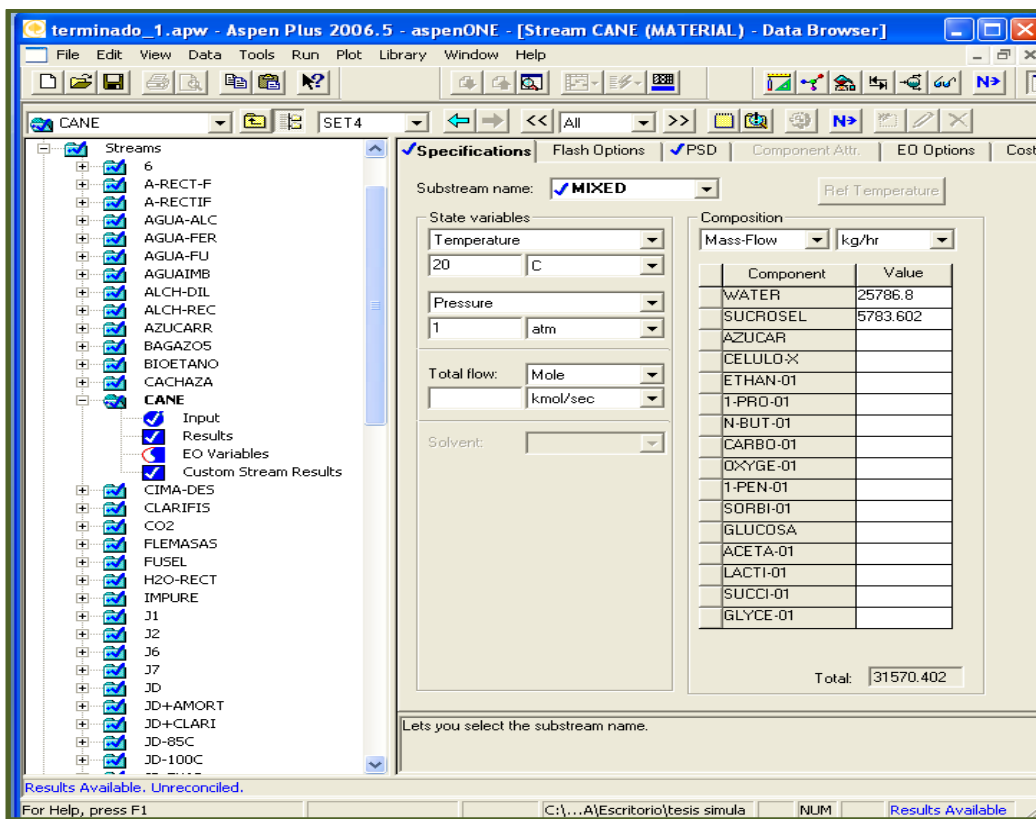 terminado_1.apw - Aspen Plus 2006.5 - aspenONE - [Stream CANE (MATERIAL) - Data Browser]
File Edit View Data Tools Run Plot Library Window Help
N>
CANE SET4 << All >> N>
Streams
6
A-RECT-F
A-RECTIF
AGUA-ALC
AGUA-FER
AGUA-FU
AGUAIMB
ALCH-DIL
ALCH-REC
AZUCARR
BAGAZO5
BIOETANO
CACHAZA
CANE
Input
Results
EO Variables
Custom Stream Results
CIMA-DES
CLARIFIS
CO2
FLEMASAS
FUSEL
H2O-RECT
IMPURE
J1
J2
J6
J7
JD
JD+AMORT
JD+CLARI
JD-85C
JD-100C
Specifications Flash Options PSD Component Attr. EO Options Cost
Substream name: MIXED Ref Temperature
State variables
Temperature
20 C
Pressure
1 atm
Total flow: Mole
kmol/sec
Solvent:
Composition
Mass-Flow kg/hr
Component Value
WATER 25786.8
SUCROSEL 5783.602
AZUCAR
CELULO-X
ETHAN-01
1-PRO-01
N-BUT-01
CARBO-01
OXYGE-01
1-PEN-01
SORBI-01
GLUCOSA
ACETA-01
LACTI-01
SUCCI-01
GLYCE-01
Total: 31570.402
Lets you select the substream name.
Results Available. Unreconciled.
For Help, press F1 C:\...A\Escritorio\tesis simula NUM Results Available